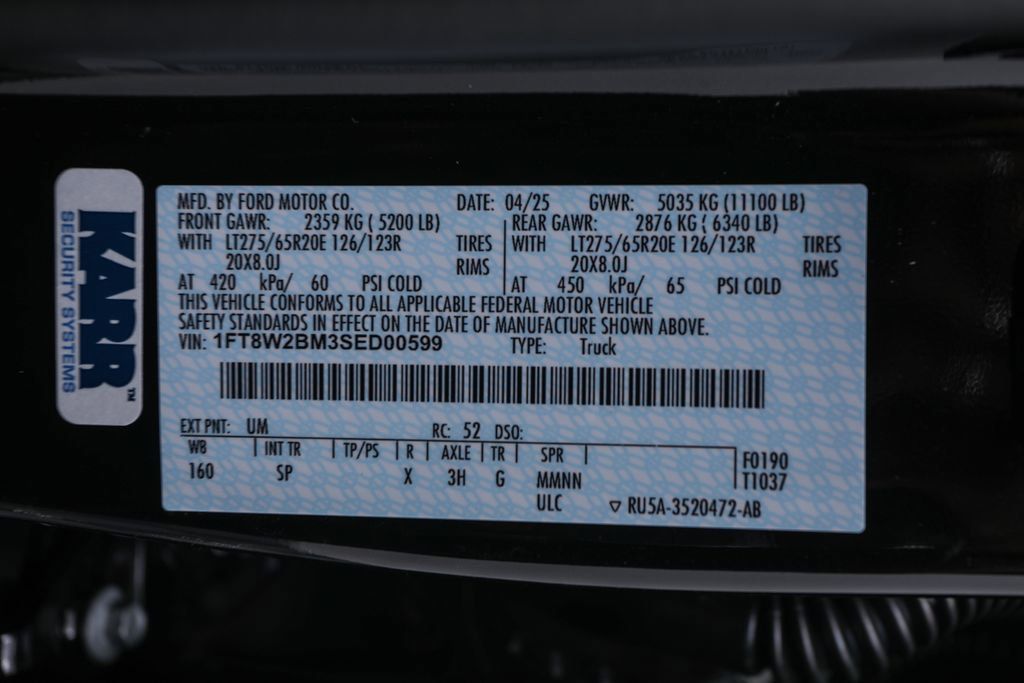 KARR™
SECURITY SYSTEMS
MFD. BY FORD MOTOR CO. DATE: 04/25 GVWR: 5035 KG (11100 LB)
FRONT GAWR: 2359 KG ( 5200 LB) REAR GAWR: 2876 KG ( 6340 LB)
WITH LT275/65R20E 126/123R TIRES WITH LT275/65R20E 126/123R TIRES
20X8.0J RIMS 20X8.0J RIMS
AT 420 kPa/ 60 PSI COLD AT 450 kPa/ 65 PSI COLD
THIS VEHICLE CONFORMS TO ALL APPLICABLE FEDERAL MOTOR VEHICLE
SAFETY STANDARDS IN EFFECT ON THE DATE OF MANUFACTURE SHOWN ABOVE.
VIN: 1FT8W2BM3SED00599 TYPE: Truck
EXT PNT: UM RC: 52 DSO:
WB INT TR TP/PS R AXLE TR SPR
160 SP X 3H G MMNN F0190
ULC T1037
▽ RU5A-3520472-AB